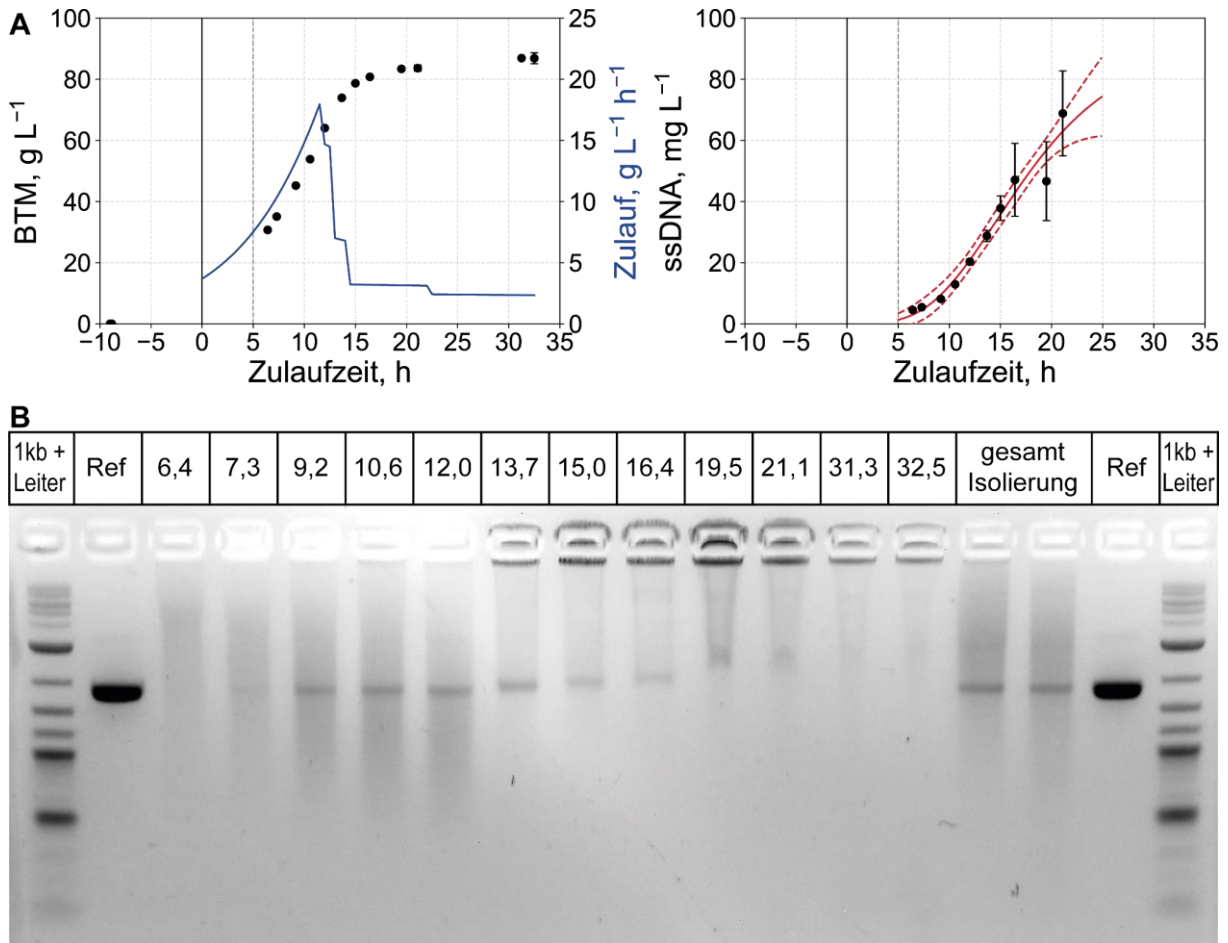 A
BTM, g L⁻¹
100
80
60
40
20
0
25
20
15
10
5
0
Zulauf, g L⁻¹ h⁻¹
−10 −5 0 5 10 15 20 25 30 35
Zulaufzeit, h
ssDNA, mg L⁻¹
100
80
60
40
20
0
−10 −5 0 5 10 15 20 25 30 35
Zulaufzeit, h
B
1kb + Leiter Ref 6,4 7,3 9,2 10,6 12,0 13,7 15,0 16,4 19,5 21,1 31,3 32,5 gesamt Isolierung Ref 1kb + Leiter